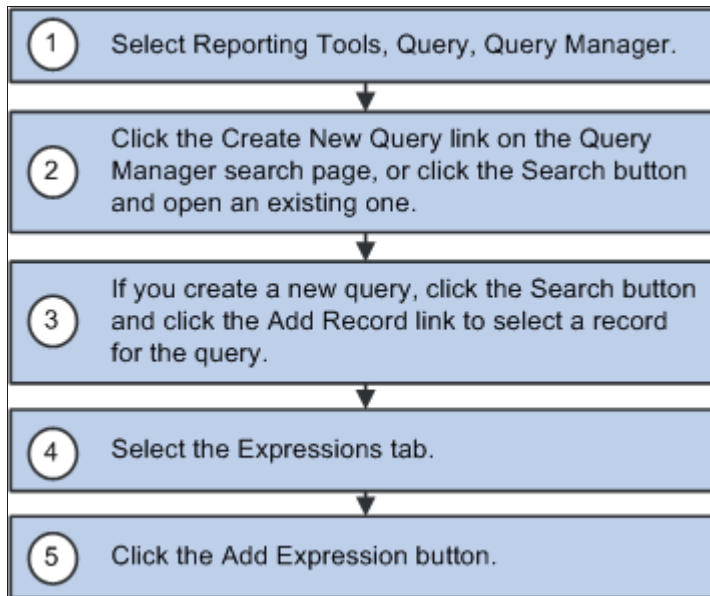 1 Select Reporting Tools, Query, Query Manager.
2 Click the Create New Query link on the Query
Manager search page, or click the Search button
and open an existing one.
3 If you create a new query, click the Search button
and click the Add Record link to select a record
for the query.
4 Select the Expressions tab.
5 Click the Add Expression button.